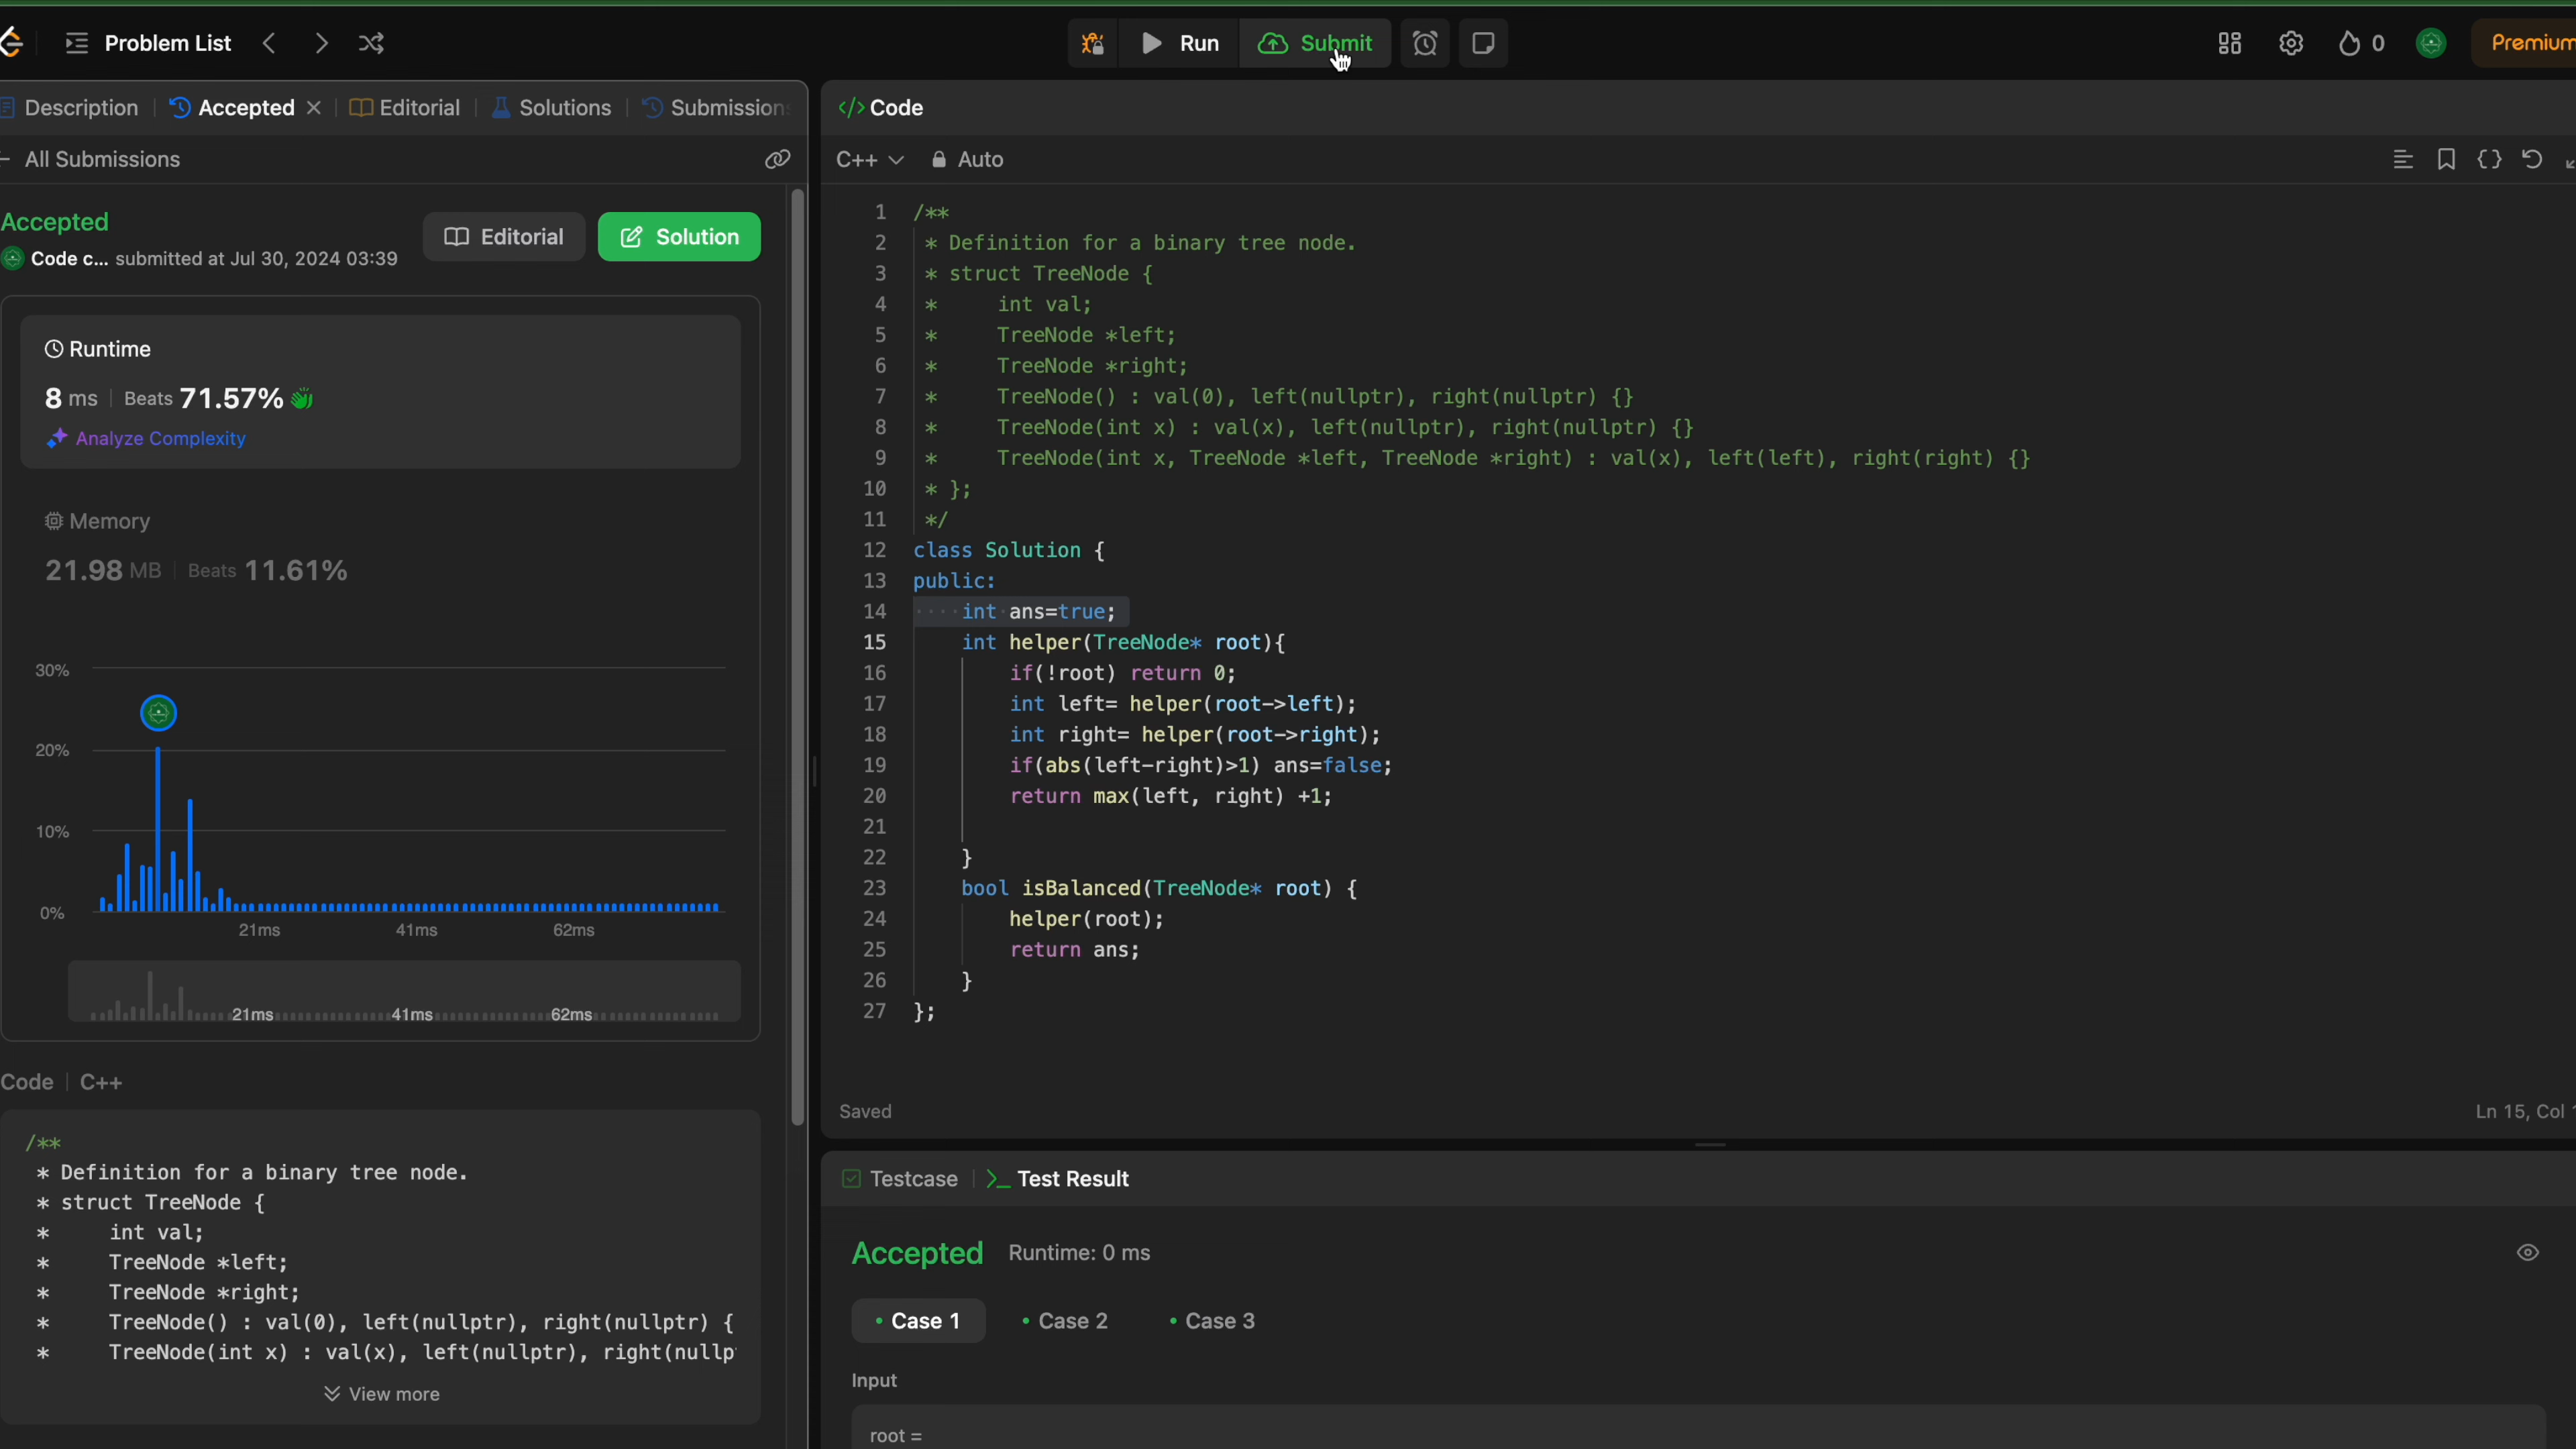 Problem List
Run
Submit
0
Premium
Description
Accepted
Editorial
Solutions
Submissions
All Submissions
Accepted
Code c... submitted at Jul 30, 2024 03:39
Editorial
Solution
Runtime
8 ms | Beats 71.57%
Analyze Complexity
Memory
21.98 MB | Beats 11.61%
30%
20%
10%
0%
21ms 41ms 62ms
21ms 41ms 62ms
Code | C++
/**
* Definition for a binary tree node.
* struct TreeNode {
*     int val;
*     TreeNode *left;
*     TreeNode *right;
*     TreeNode() : val(0), left(nullptr), right(nullptr) {
*     TreeNode(int x) : val(x), left(nullptr), right(nullp
View more
</> Code
C++
Auto
1 /**
2  * Definition for a binary tree node.
3  * struct TreeNode {
4  *     int val;
5  *     TreeNode *left;
6  *     TreeNode *right;
7  *     TreeNode() : val(0), left(nullptr), right(nullptr) {}
8  *     TreeNode(int x) : val(x), left(nullptr), right(nullptr) {}
9  *     TreeNode(int x, TreeNode *left, TreeNode *right) : val(x), left(left), right(right) {}
10  * };
11  */
12 class Solution {
13 public:
14     int ans=true;
15     int helper(TreeNode* root){
16         if(!root) return 0;
17         int left= helper(root->left);
18         int right= helper(root->right);
19         if(abs(left-right)>1) ans=false;
20         return max(left, right) +1;
21
22     }
23     bool isBalanced(TreeNode* root) {
24         helper(root);
25         return ans;
26     }
27 };
Saved
Ln 15, Col
Testcase
Test Result
Accepted
Runtime: 0 ms
Case 1
Case 2
Case 3
Input
root =